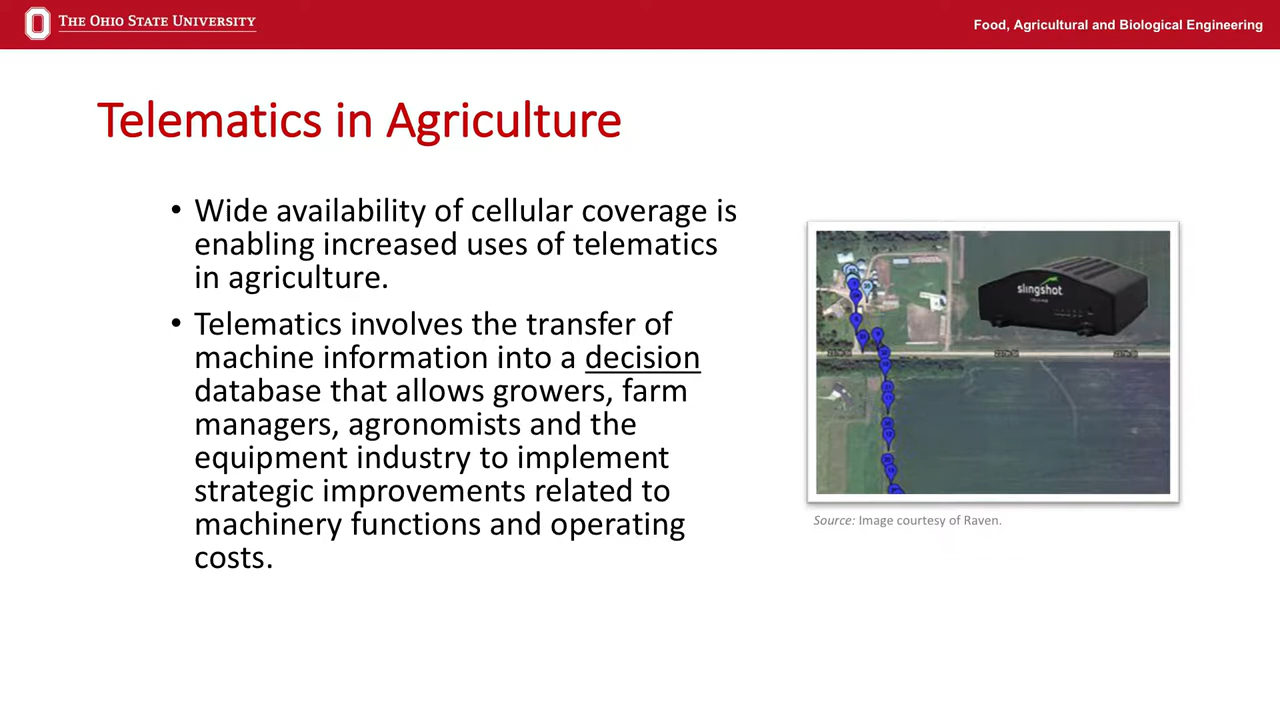 THE OHIO STATE UNIVERSITY
Food, Agricultural and Biological Engineering
Telematics in Agriculture
• Wide availability of cellular coverage is
enabling increased uses of telematics
in agriculture.
• Telematics involves the transfer of
machine information into a decision
database that allows growers, farm
managers, agronomists and the
equipment industry to implement
strategic improvements related to
machinery functions and operating
costs.
slingshot
Source: Image courtesy of Raven.